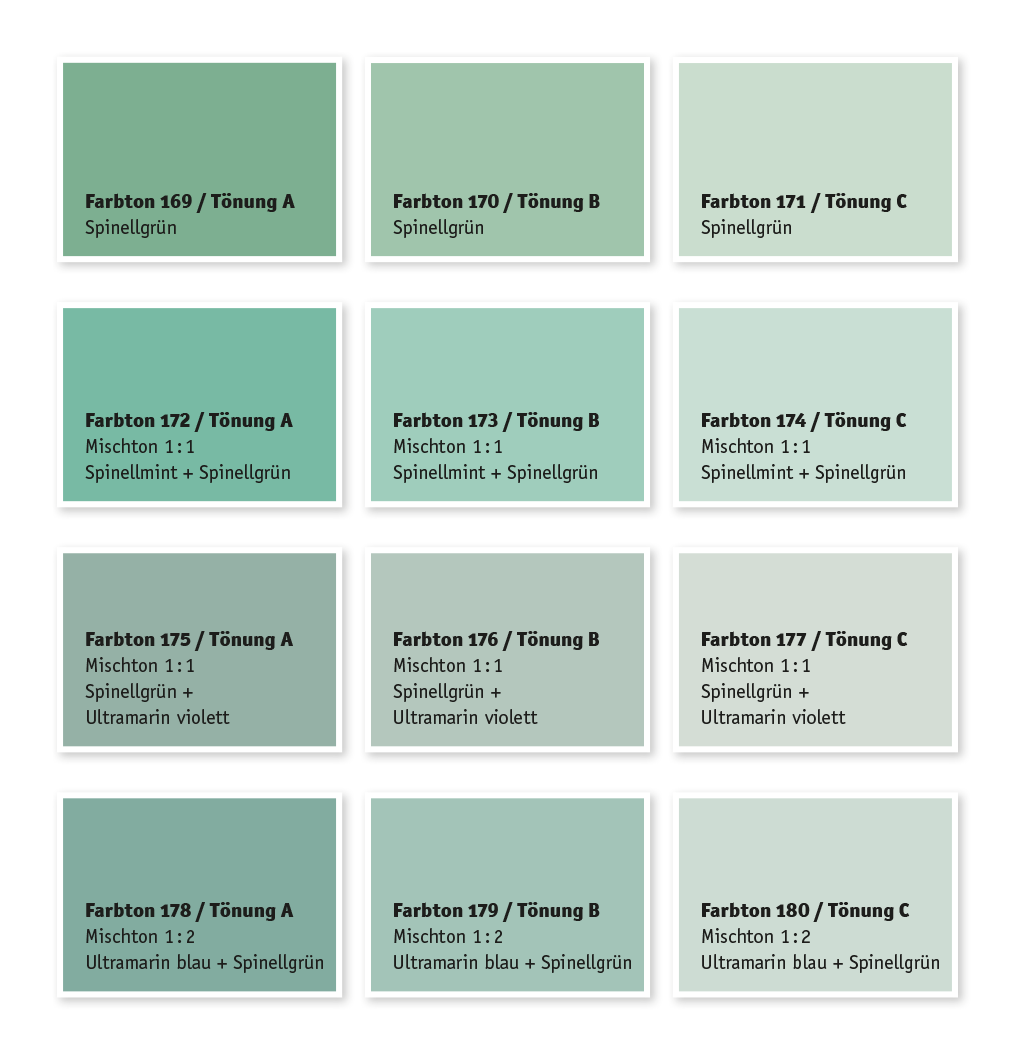 Farbton 169 / Tönung A
Spinellgrün
Farbton 170 / Tönung B
Spinellgrün
Farbton 171 / Tönung C
Spinellgrün
Farbton 172 / Tönung A
Mischton 1:1
Spinellmint + Spinellgrün
Farbton 173 / Tönung B
Mischton 1:1
Spinellmint + Spinellgrün
Farbton 174 / Tönung C
Mischton 1:1
Spinellmint + Spinellgrün
Farbton 175 / Tönung A
Mischton 1:1
Spinellgrün +
Ultramarin violett
Farbton 176 / Tönung B
Mischton 1:1
Spinellgrün +
Ultramarin violett
Farbton 177 / Tönung C
Mischton 1:1
Spinellgrün +
Ultramarin violett
Farbton 178 / Tönung A
Mischton 1:2
Ultramarin blau + Spinellgrün
Farbton 179 / Tönung B
Mischton 1:2
Ultramarin blau + Spinellgrün
Farbton 180 / Tönung C
Mischton 1:2
Ultramarin blau + Spinellgrün